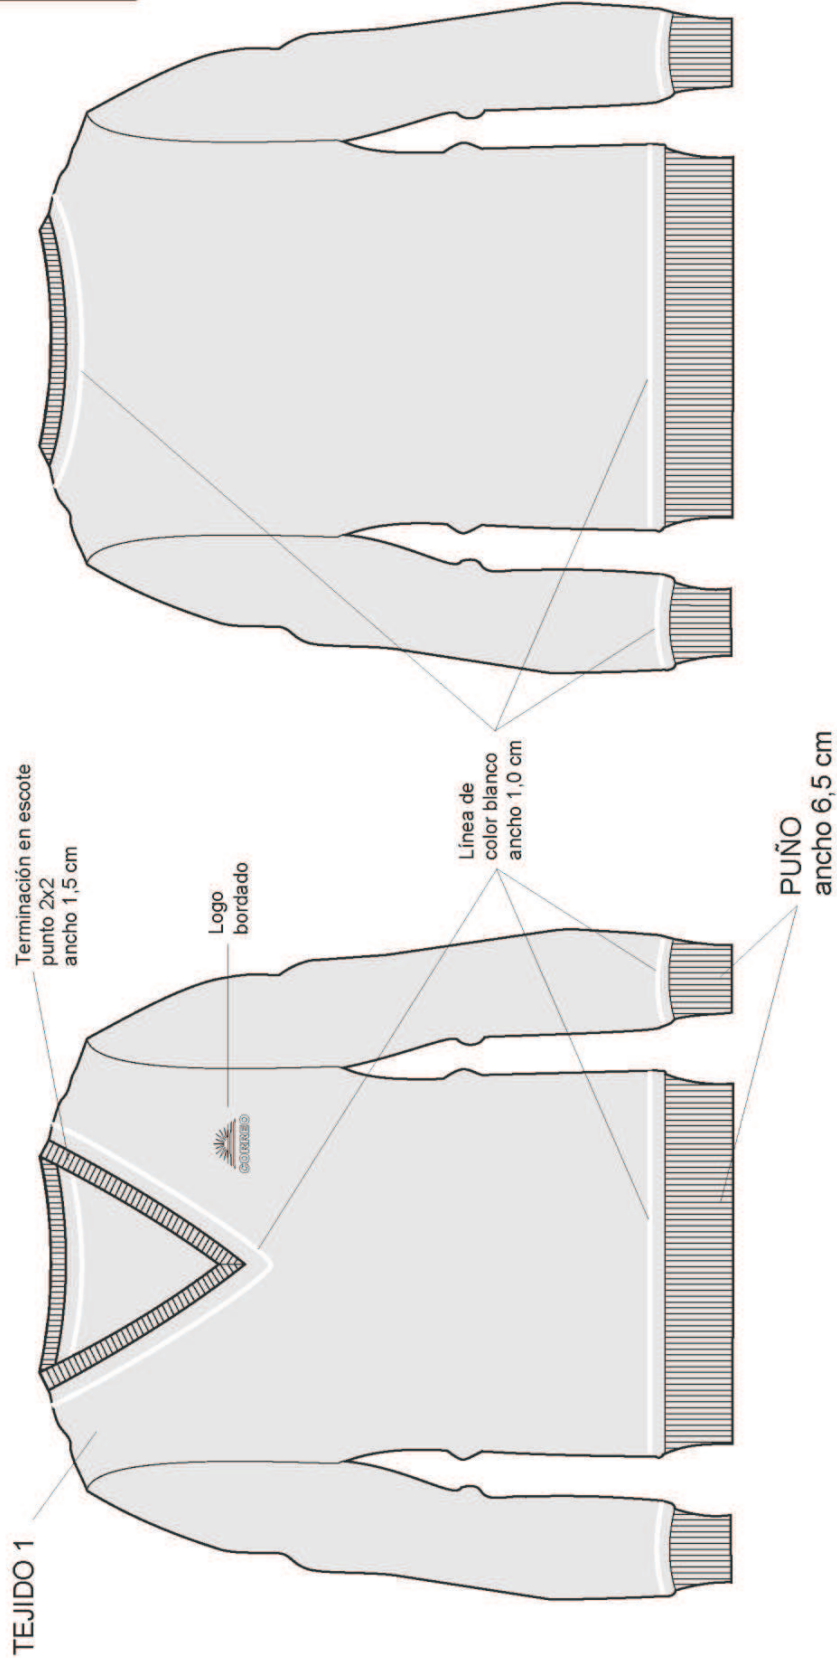 TEJIDO 1
Terminación en escote
punto 2x2
ancho 1,5 cm
Logo
bordado
CORREO
Línea de
color blanco
ancho 1,0 cm
PUÑO
ancho 6,5 cm